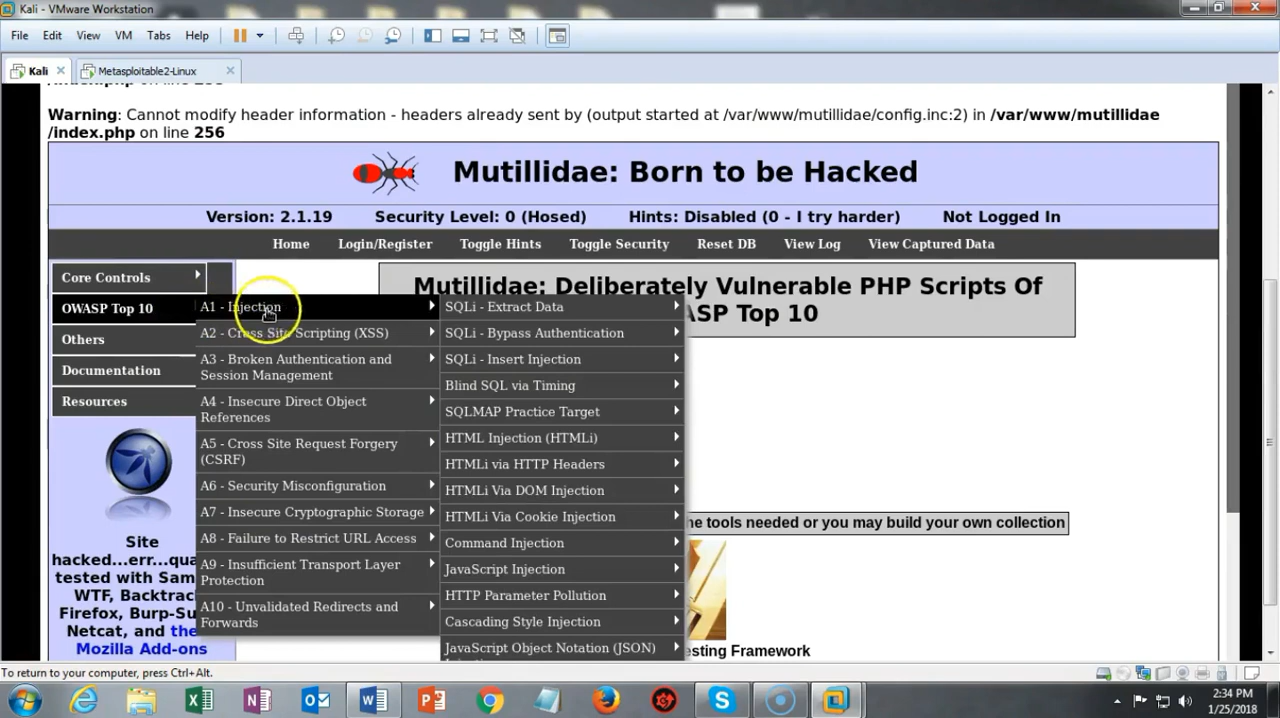 Kali - VMware Workstation
File Edit View VM Tabs Help
Kali Metasploitable2-Linux
/index.php on line 256
Warning: Cannot modify header information - headers already sent by (output started at /var/www/mutillidae/config.inc:2) in /var/www/mutillidae
/index.php on line 256
Mutillidae: Born to be Hacked
Version: 2.1.19 Security Level: 0 (Hosed) Hints: Disabled (0 - I try harder) Not Logged In
Home Login/Register Toggle Hints Toggle Security Reset DB View Log View Captured Data
Core Controls
OWASP Top 10
Others
Documentation
Resources
A1 - Injection
A2 - Cross Site Scripting (XSS)
A3 - Broken Authentication and
Session Management
A4 - Insecure Direct Object
References
A5 - Cross Site Request Forgery
(CSRF)
A6 - Security Misconfiguration
A7 - Insecure Cryptographic Storage
A8 - Failure to Restrict URL Access
A9 - Insufficient Transport Layer
Protection
A10 - Unvalidated Redirects and
Forwards
SQLi - Extract Data
SQLi - Bypass Authentication
SQLi - Insert Injection
Blind SQL via Timing
SQLMAP Practice Target
HTML Injection (HTMLi)
HTMLi via HTTP Headers
HTMLi Via DOM Injection
HTMLi Via Cookie Injection
Command Injection
JavaScript Injection
HTTP Parameter Pollution
Cascading Style Injection
JavaScript Object Notation (JSON)
Mutillidae: Deliberately Vulnerable PHP Scripts Of
ASP Top 10
he tools needed or you may build your own collection
esting Framework
Site
hacked...err...qua
tested with Sam
WTF, Backtrac
Firefox, Burp-Su
Netcat, and the
Mozilla Add-ons
To return to your computer, press Ctrl+Alt.
2:34 PM
1/25/2018